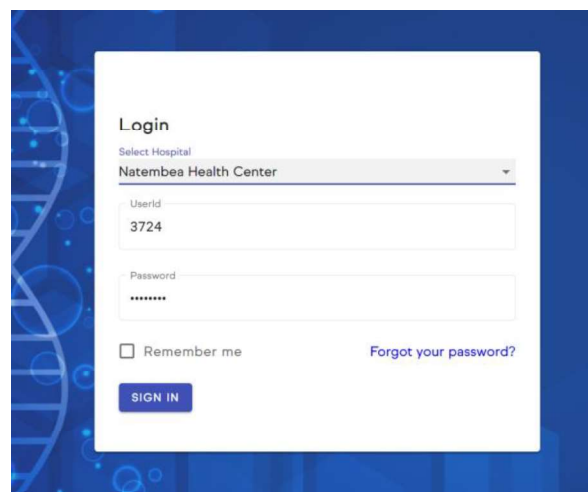 Login
Select Hospital
Natembea Health Center
UserId
3724
Password
••••••••
Remember me Forgot your password?
SIGN IN